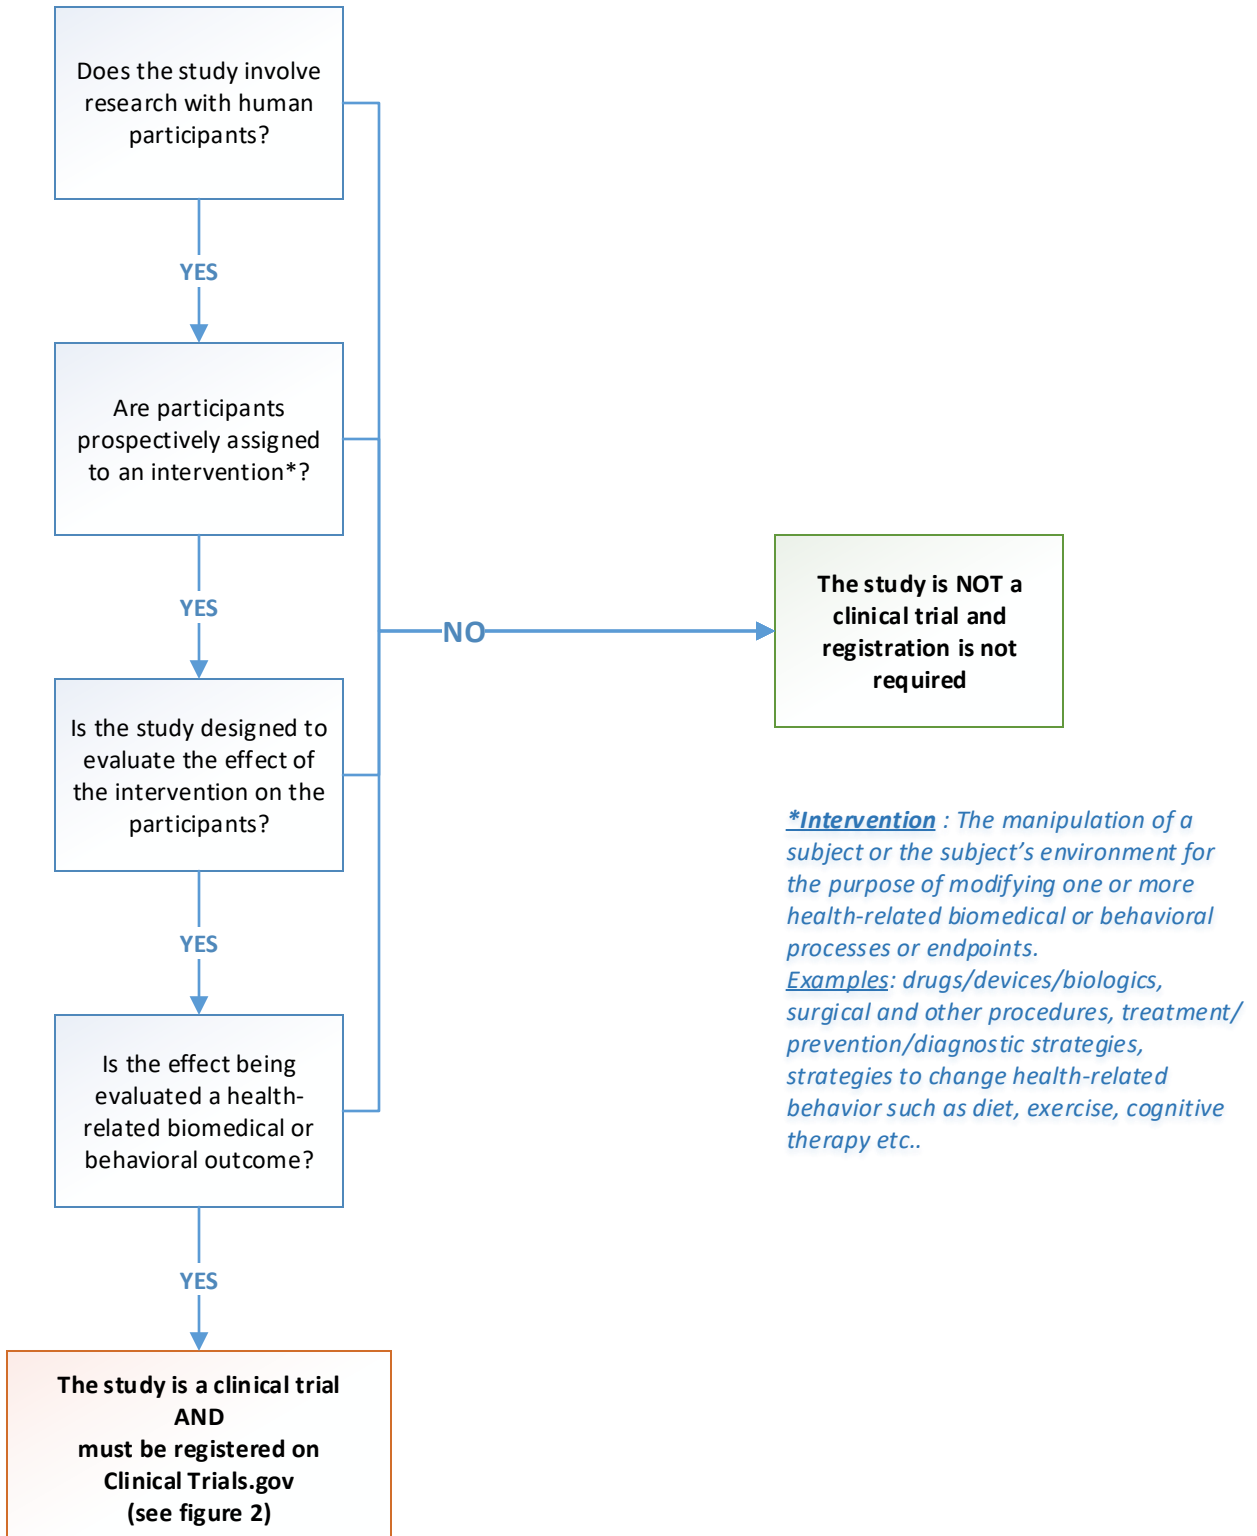 Does the study involve
research with human
participants?
YES
Are participants
prospectively assigned
to an intervention*?
YES
NO
The study is NOT a
clinical trial and
registration is not
required
Is the study designed to
evaluate the effect of
the intervention on the
participants?
*Intervention : The manipulation of a
subject or the subject’s environment for
the purpose of modifying one or more
health-related biomedical or behavioral
processes or endpoints.
Examples: drugs/devices/biologics,
surgical and other procedures, treatment/
prevention/diagnostic strategies,
strategies to change health-related
behavior such as diet, exercise, cognitive
therapy etc..
YES
Is the effect being
evaluated a health-
related biomedical or
behavioral outcome?
YES
The study is a clinical trial
AND
must be registered on
Clinical Trials.gov
(see figure 2)